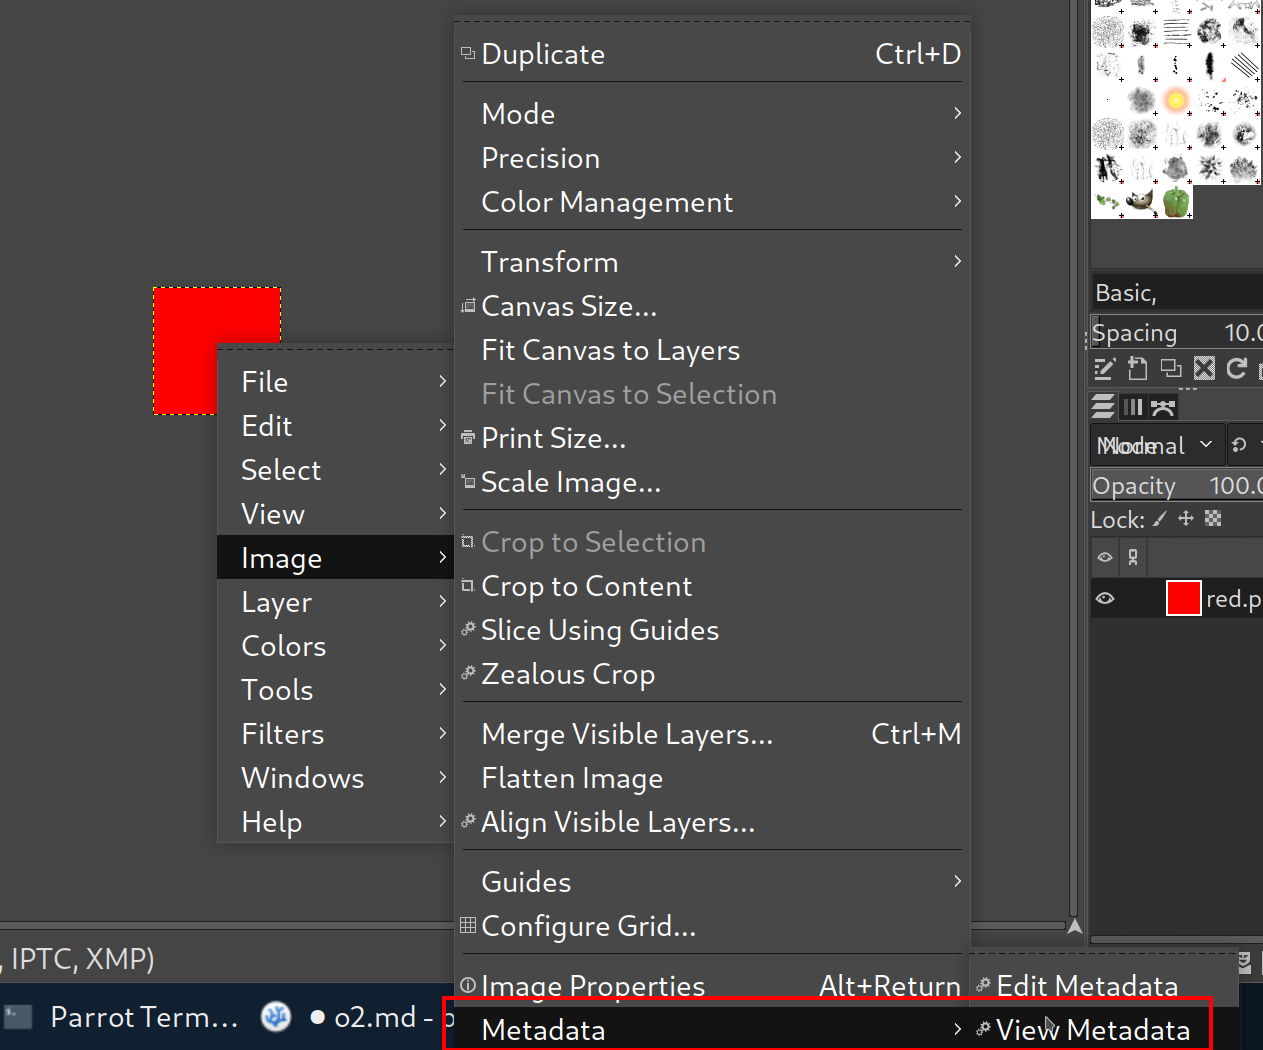 Duplicate Ctrl+D
Mode
Precision
Color Management
Transform
Canvas Size...
Fit Canvas to Layers
Fit Canvas to Selection
Print Size...
Scale Image...
Crop to Selection
Crop to Content
Slice Using Guides
Zealous Crop
Merge Visible Layers... Ctrl+M
Flatten Image
Align Visible Layers...
Guides
Configure Grid...
Image Properties Alt+Return
Metadata
File
Edit
Select
View
Image
Layer
Colors
Tools
Filters
Windows
Help
Edit Metadata
View Metadata
Basic,
Spacing 10.0
Mode Normal
Opacity 100.0
Lock:
red.p
, IPTC, XMP)
Parrot Term...
o2.md -